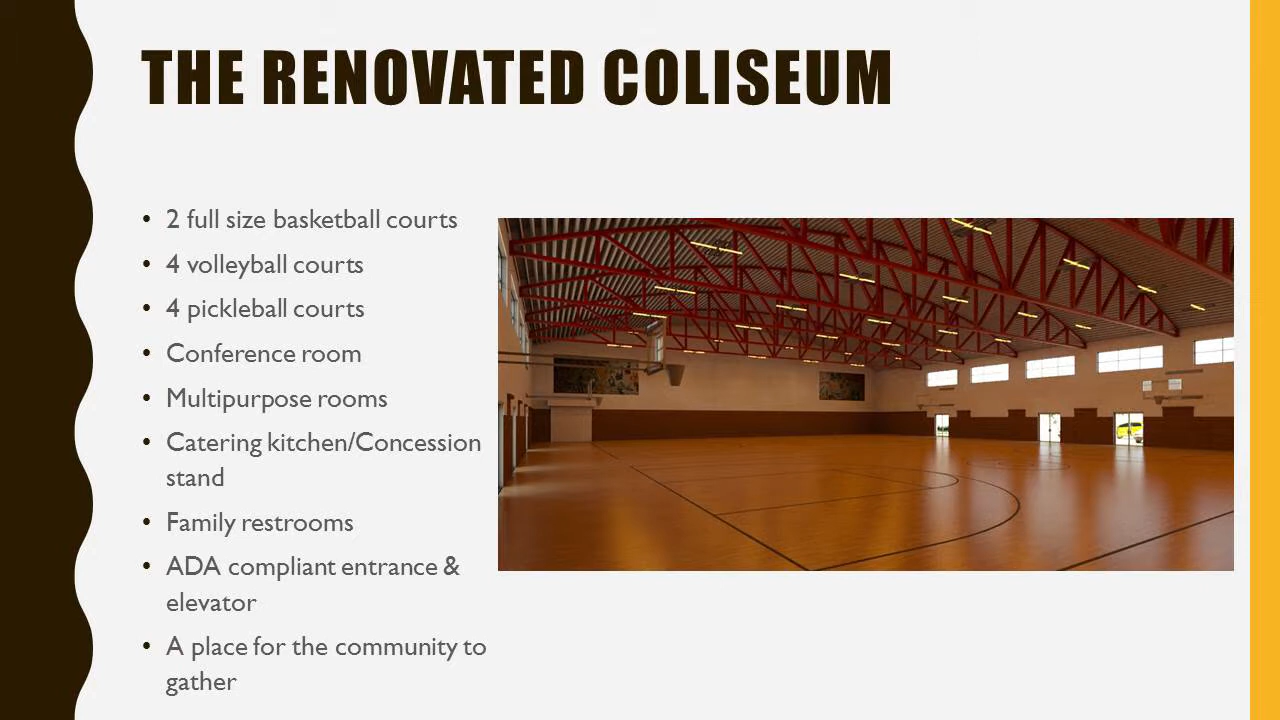 THE RENOVATED COLISEUM
• 2 full size basketball courts
• 4 volleyball courts
• 4 pickleball courts
• Conference room
• Multipurpose rooms
• Catering kitchen/Concession
stand
• Family restrooms
• ADA compliant entrance &
elevator
• A place for the community to
gather